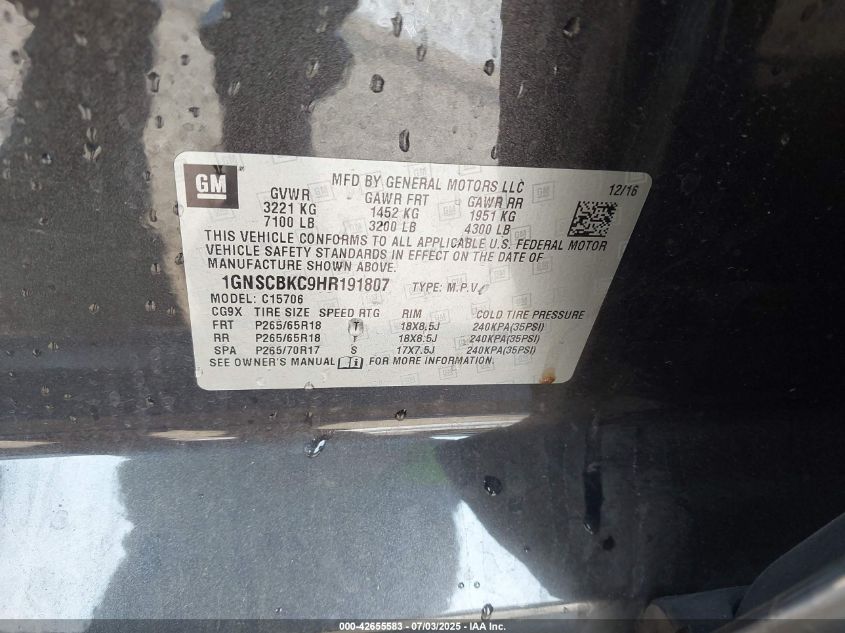 GM
MFD BY GENERAL MOTORS LLC 12/16
GVWR GAWR FRT GAWR RR
3221 KG 1452 KG 1951 KG
7100 LB 3200 LB 4300 LB
THIS VEHICLE CONFORMS TO ALL APPLICABLE U.S. FEDERAL MOTOR
VEHICLE SAFETY STANDARDS IN EFFECT ON THE DATE OF
MANUFACTURE SHOWN ABOVE.
1GNSCBKC9HR191807 TYPE: M.P.V.
MODEL: C15706
CG9X TIRE SIZE SPEED RTG RIM COLD TIRE PRESSURE
FRT P265/65R18 T 18X8.5J 240KPA(35PSI)
RR P265/65R18 T 18X8.5J 240KPA(35PSI)
SPA P265/70R17 S 17X7.5J 240KPA(35PSI)
SEE OWNER'S MANUAL FOR MORE INFORMATION.
000-42655583 - 07/03/2025 - IAA Inc.